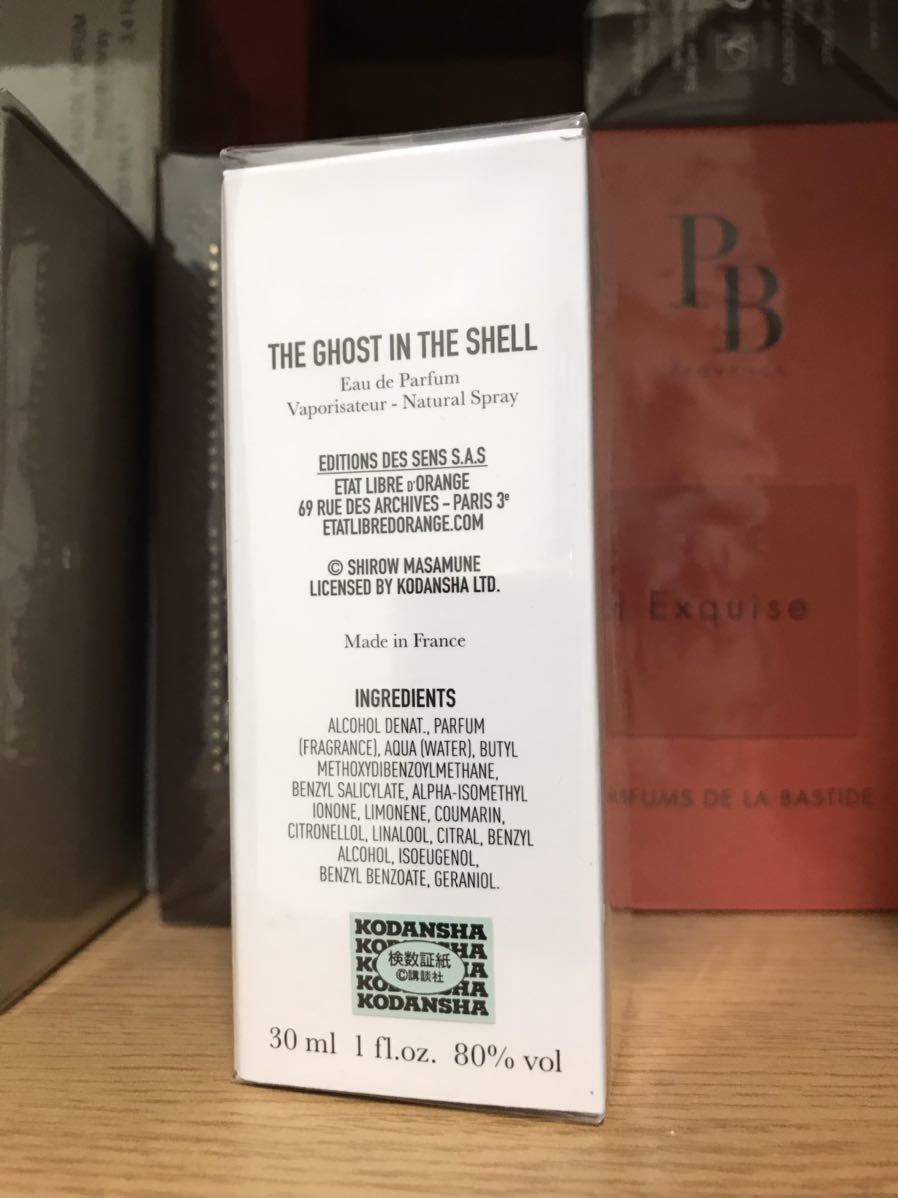 THE GHOST IN THE SHELL
Eau de Parfum
Vaporisateur - Natural Spray
EDITIONS DES SENS S.A.S
ETAT LIBRE D'ORANGE
69 RUE DES ARCHIVES – PARIS 3e
ETATLIBREDORANGE.COM
© SHIROW MASAMUNE
LICENSED BY KODANSHA LTD.
Made in France
INGREDIENTS
ALCOHOL DENAT., PARFUM
(FRAGRANCE), AQUA (WATER), BUTYL
METHOXYDIBENZOYLMETHANE,
BENZYL SALICYLATE, ALPHA-ISOMETHYL
IONONE, LIMONENE, COUMARIN,
CITRONELLOL, LINALOOL, CITRAL, BENZYL
ALCOHOL, ISOEUGENOL,
BENZYL BENZOATE, GERANIOL.
KODANSHA
検数証紙
©講談社
KODANSHA
30 ml 1 fl.oz. 80% vol
PB
Provence
Exquise
DE LA BASTIDE